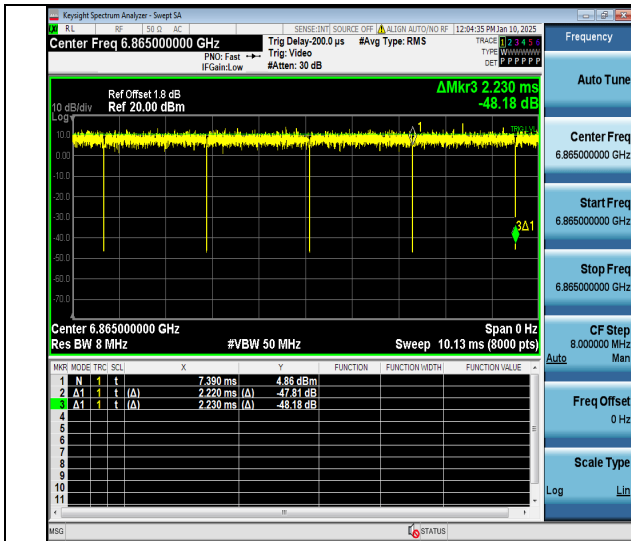 Keysight Spectrum Analyzer - Swept SA
RL RF 50 Ω AC SENSE:INT SOURCE OFF ALIGN AUTO/NO RF 12:04:35 PM Jan 10, 2025
Center Freq 6.865000000 GHz Trig Delay-200.0 µs #Avg Type: RMS TRACE 1 2 3 4 5 6
PNO: Fast Trig: Video TYPE WWWWWW
IFGain:Low #Atten: 30 dB DET P P P P P P
Ref Offset 1.8 dB ΔMkr3 2.230 ms
10 dB/div Ref 20.00 dBm -48.18 dB
Log
10.0
0.00
-10.0
-20.0
-30.0
-40.0
-50.0
-60.0
-70.0
1
3Δ1
Center 6.865000000 GHz Span 0 Hz
Res BW 8 MHz #VBW 50 MHz Sweep 10.13 ms (8000 pts)
MKR MODE TRC SCL X Y FUNCTION FUNCTION WIDTH FUNCTION VALUE
1 N 1 t 7.390 ms 4.86 dBm
2 Δ1 1 t (Δ) 2.220 ms (Δ) -47.81 dB
3 Δ1 1 t (Δ) 2.230 ms (Δ) -48.18 dB
4
5
6
7
8
9
10
11
MSG STATUS
Frequency
Auto Tune
Center Freq
6.865000000 GHz
Start Freq
6.865000000 GHz
Stop Freq
6.865000000 GHz
CF Step
8.000000 MHz
Auto Man
Freq Offset
0 Hz
Scale Type
Log Lin